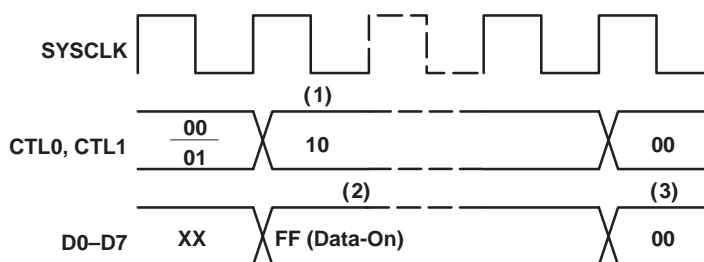 SYSCLK
(1)
CTL0, CTL1
00
01
10
00
(2)
(3)
D0–D7
XX
FF (Data-On)
00